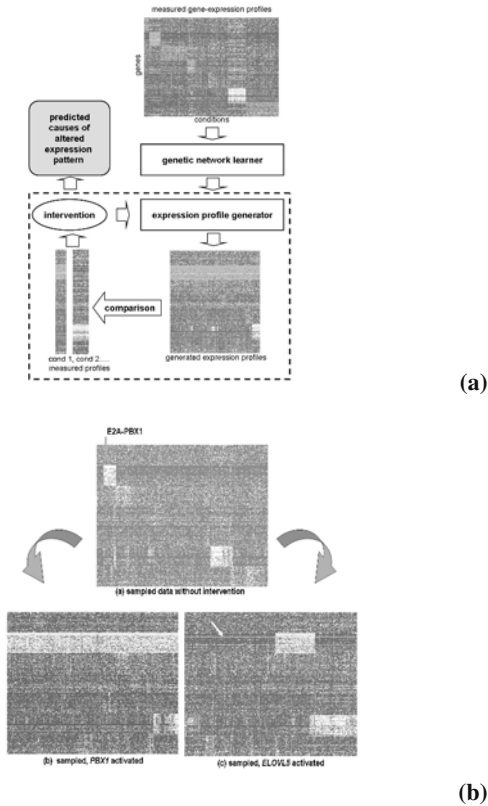 measured gene-expression profiles
genes
conditions
predicted
causes of
altered
expression
pattern
genetic network learner
intervention
expression profile generator
comparison
cond 1, cond 2....
measured profiles
generated expression profiles
(a)
E2A-PBX1
(a) sampled data without intervention
(b) sampled, PBX1 activated
(c) sampled, ELOVL5 activated
(b)